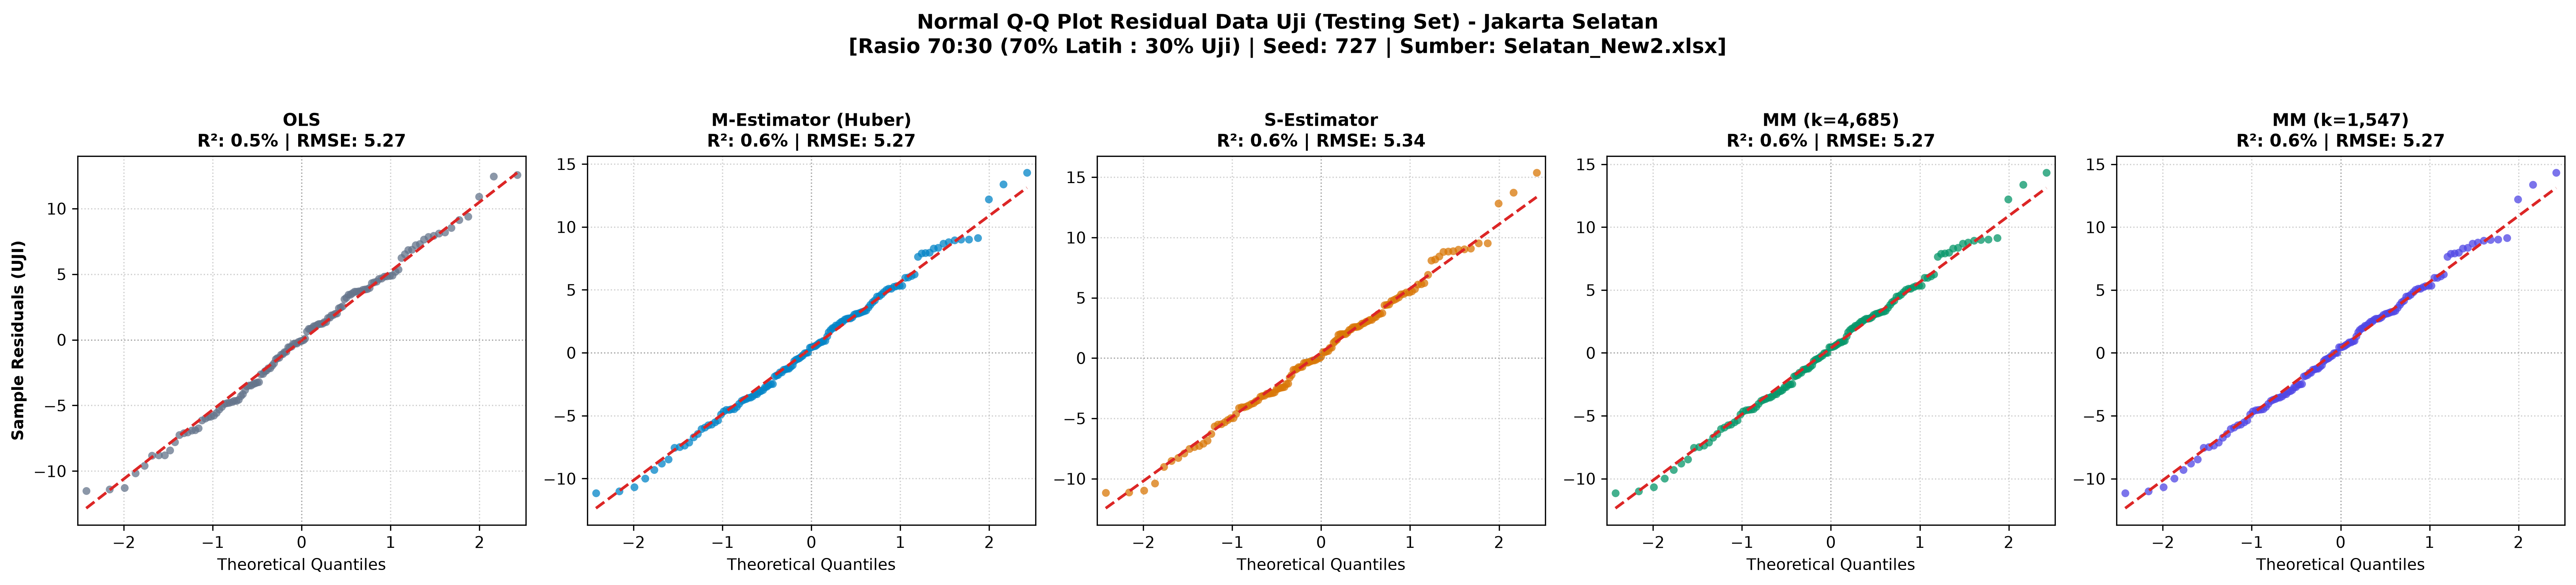 Normal Q-Q Plot Residual Data Uji (Testing Set) - Jakarta Selatan
[Rasio 70:30 (70% Latih : 30% Uji) | Seed: 727 | Sumber: Selatan_New2.xlsx]
OLS
R²: 0.5% | RMSE: 5.27
Sample Residuals (UJI)
10
5
0
−5
−10
−2 −1 0 1 2
Theoretical Quantiles
M-Estimator (Huber)
R²: 0.6% | RMSE: 5.27
15
10
5
0
−5
−10
−2 −1 0 1 2
Theoretical Quantiles
S-Estimator
R²: 0.6% | RMSE: 5.34
15
10
5
0
−5
−10
−2 −1 0 1 2
Theoretical Quantiles
MM (k=4,685)
R²: 0.6% | RMSE: 5.27
15
10
5
0
−5
−10
−2 −1 0 1 2
Theoretical Quantiles
MM (k=1,547)
R²: 0.6% | RMSE: 5.27
15
10
5
0
−5
−10
−2 −1 0 1 2
Theoretical Quantiles